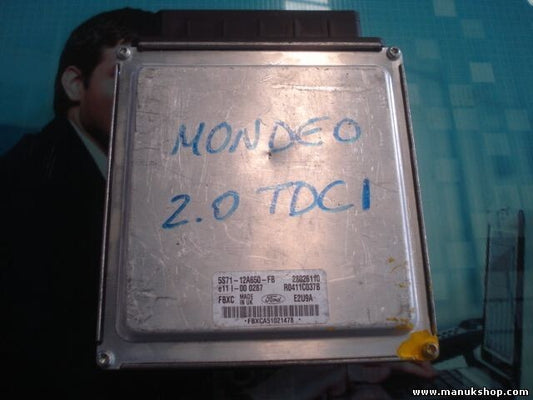 MONDEO
2.0 TDCI
5S71-12A650-FB 28026110
e11 I-00 0287 R0411C037B
FBXC MADE IN UK Ford E2U9A
*FBXCA51021478*
www.manukshop.com